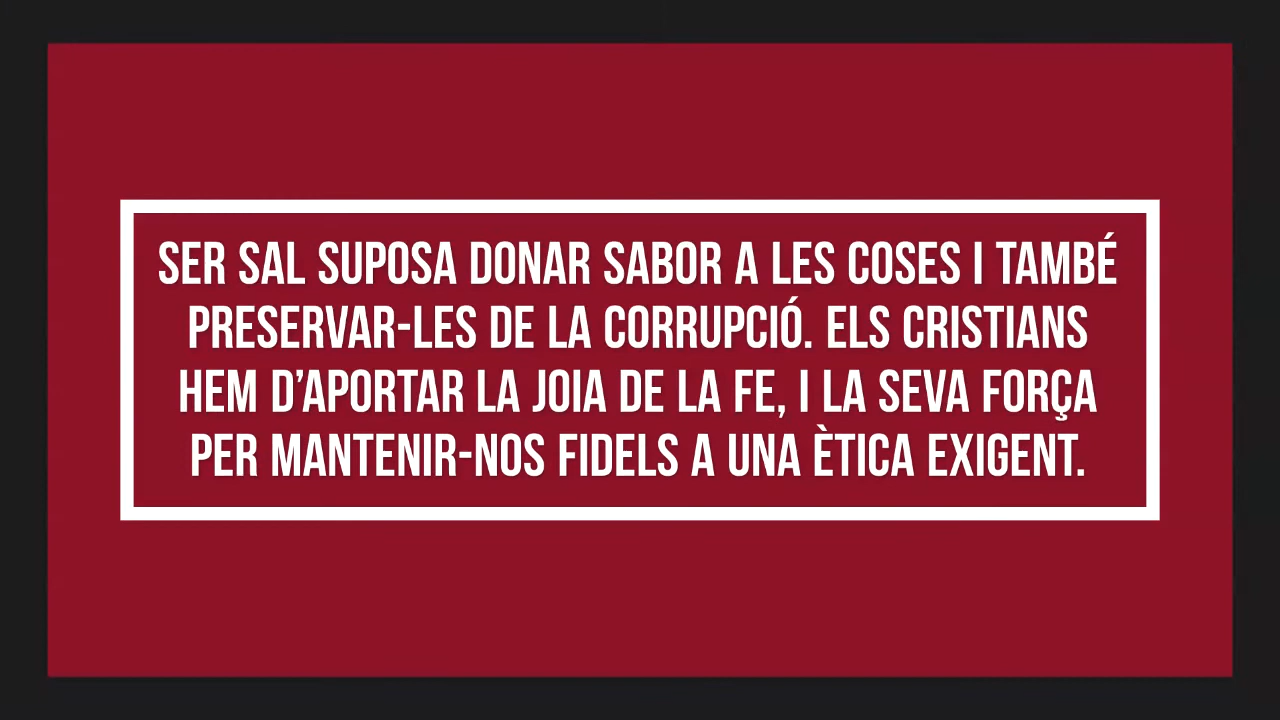 SER SAL SUPOSA DONAR SABOR A LES COSES I TAMBÉ
PRESERVAR-LES DE LA CORRUPCIÓ. ELS CRISTIANS
HEM D’APORTAR LA JOIA DE LA FE, I LA SEVA FORÇA
PER MANTENIR-NOS FIDELS A UNA ÈTICA EXIGENT.